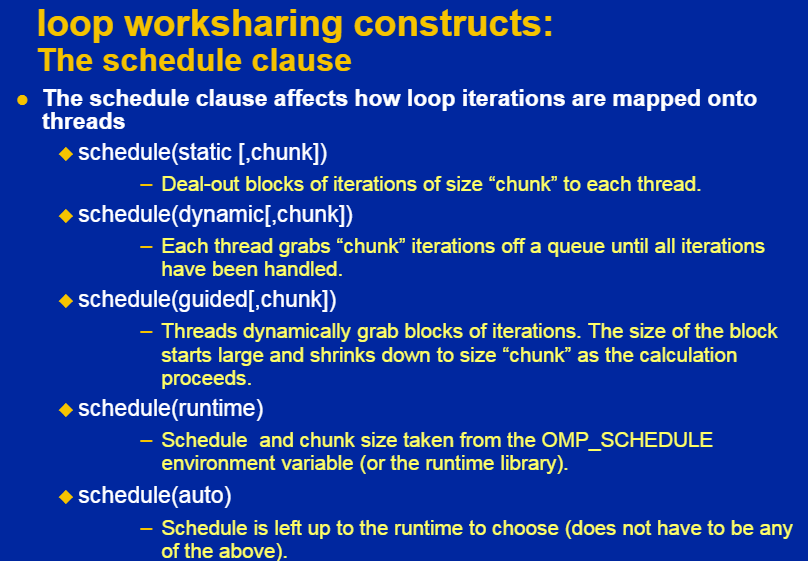 loop worksharing constructs:
The schedule clause
● The schedule clause affects how loop iterations are mapped onto
threads
◆ schedule(static [,chunk])
– Deal-out blocks of iterations of size “chunk” to each thread.
◆ schedule(dynamic[,chunk])
– Each thread grabs “chunk” iterations off a queue until all iterations
have been handled.
◆ schedule(guided[,chunk])
– Threads dynamically grab blocks of iterations. The size of the block
starts large and shrinks down to size “chunk” as the calculation
proceeds.
◆ schedule(runtime)
– Schedule and chunk size taken from the OMP_SCHEDULE
environment variable (or the runtime library).
◆ schedule(auto)
– Schedule is left up to the runtime to choose (does not have to be any
of the above).